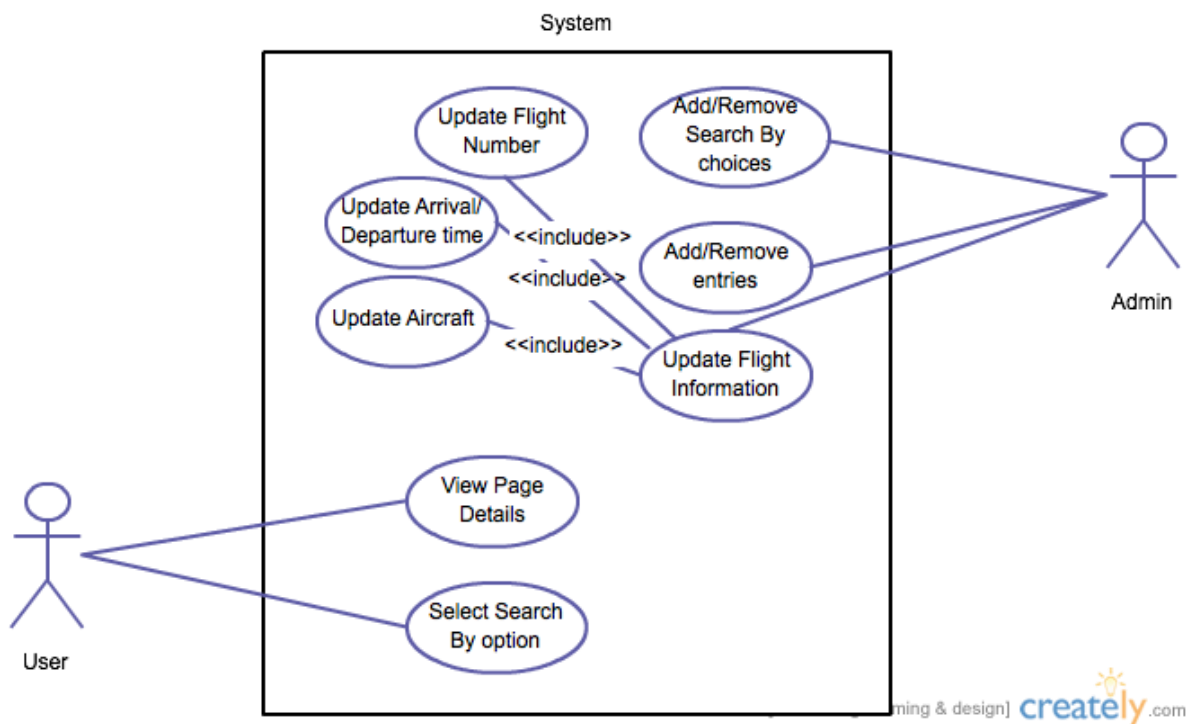 System
Update Flight
Number
Add/Remove
Search By
choices
Update Arrival/
Departure time
<<include>>
<<include>>
Add/Remove
entries
Admin
Update Aircraft
<<include>>
Update Flight
Information
View Page
Details
Select Search
By option
User
ming & design]
creately.com